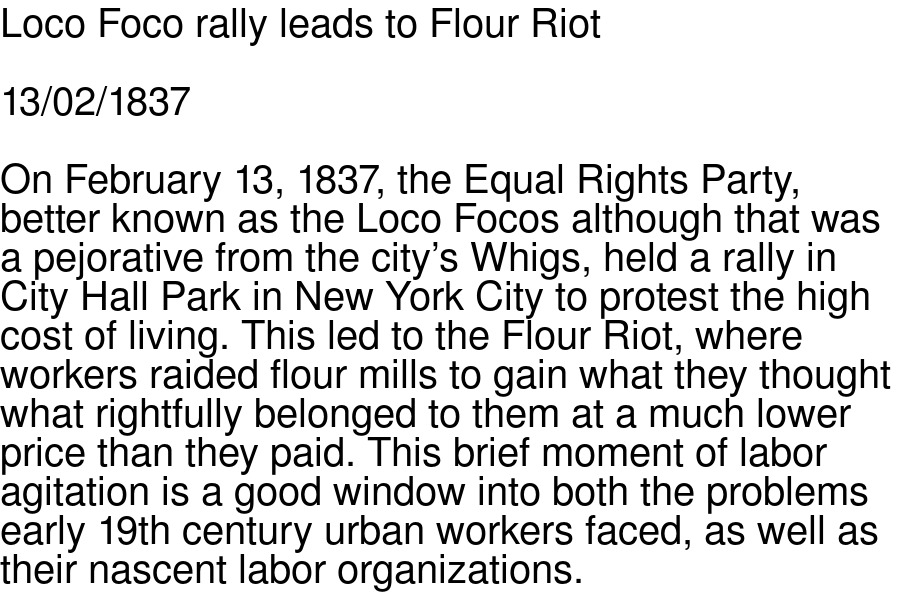 Loco Foco rally leads to Flour Riot
13/02/1837
On February 13, 1837, the Equal Rights Party,
better known as the Loco Focos although that was
a pejorative from the city’s Whigs, held a rally in
City Hall Park in New York City to protest the high
cost of living. This led to the Flour Riot, where
workers raided flour mills to gain what they thought
what rightfully belonged to them at a much lower
price than they paid. This brief moment of labor
agitation is a good window into both the problems
early 19th century urban workers faced, as well as
their nascent labor organizations.